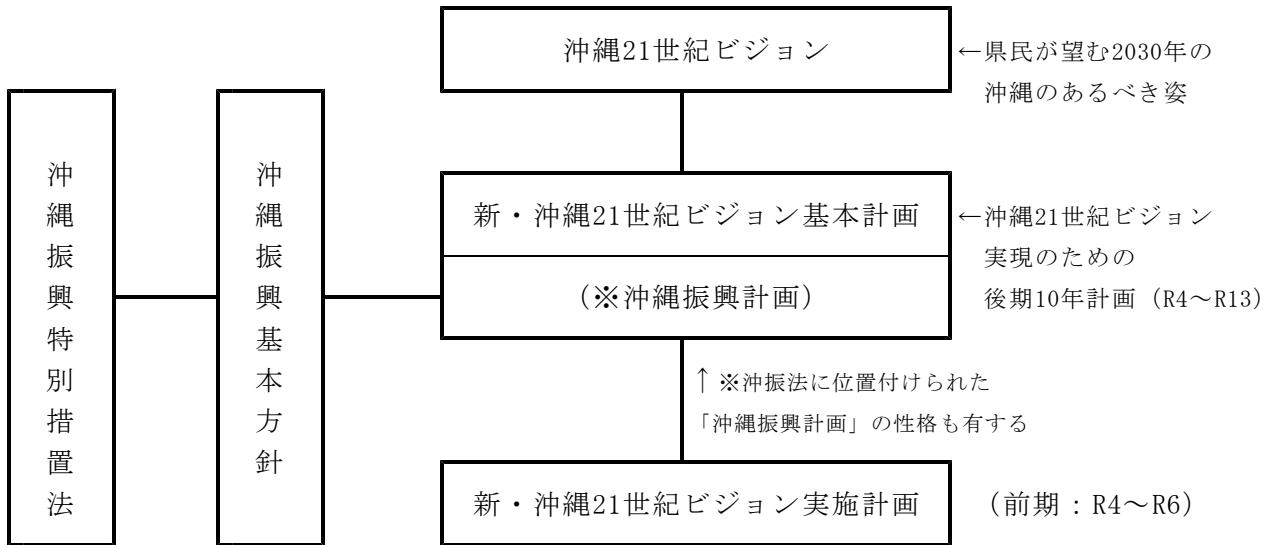 沖縄21世紀ビジョン
←県民が望む2030年の
沖縄のあるべき姿
沖縄振興特別措置法
沖縄振興基本方針
新・沖縄21世紀ビジョン基本計画
(※沖縄振興計画)
←沖縄21世紀ビジョン
実現のための
後期10年計画（R4～R13）
↑※沖振法に位置付けられた
「沖縄振興計画」の性格も有する
新・沖縄21世紀ビジョン実施計画
（前期：R4～R6）